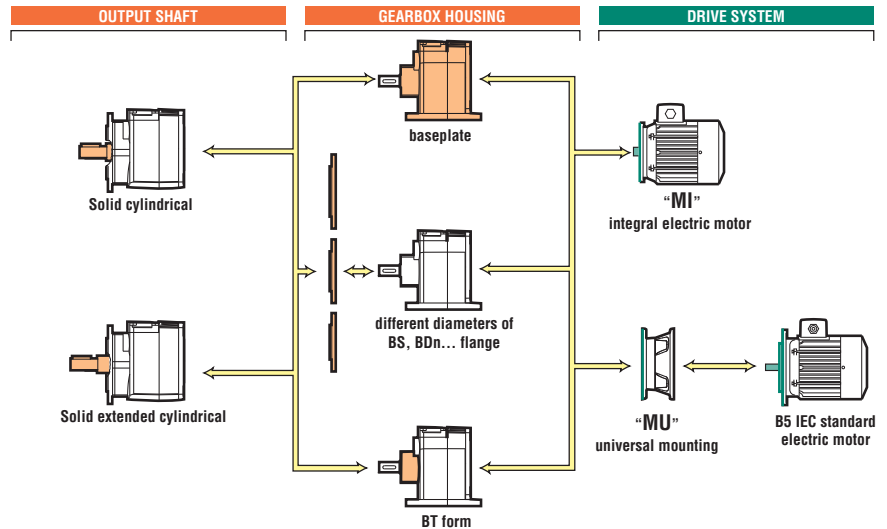 OUTPUT SHAFT
GEARBOX HOUSING
DRIVE SYSTEM
baseplate
Solid cylindrical
“MI”
integral electric motor
different diameters of
BS, BDn... flange
Solid extended cylindrical
“MU”
universal mounting
B5 IEC standard
electric motor
BT form